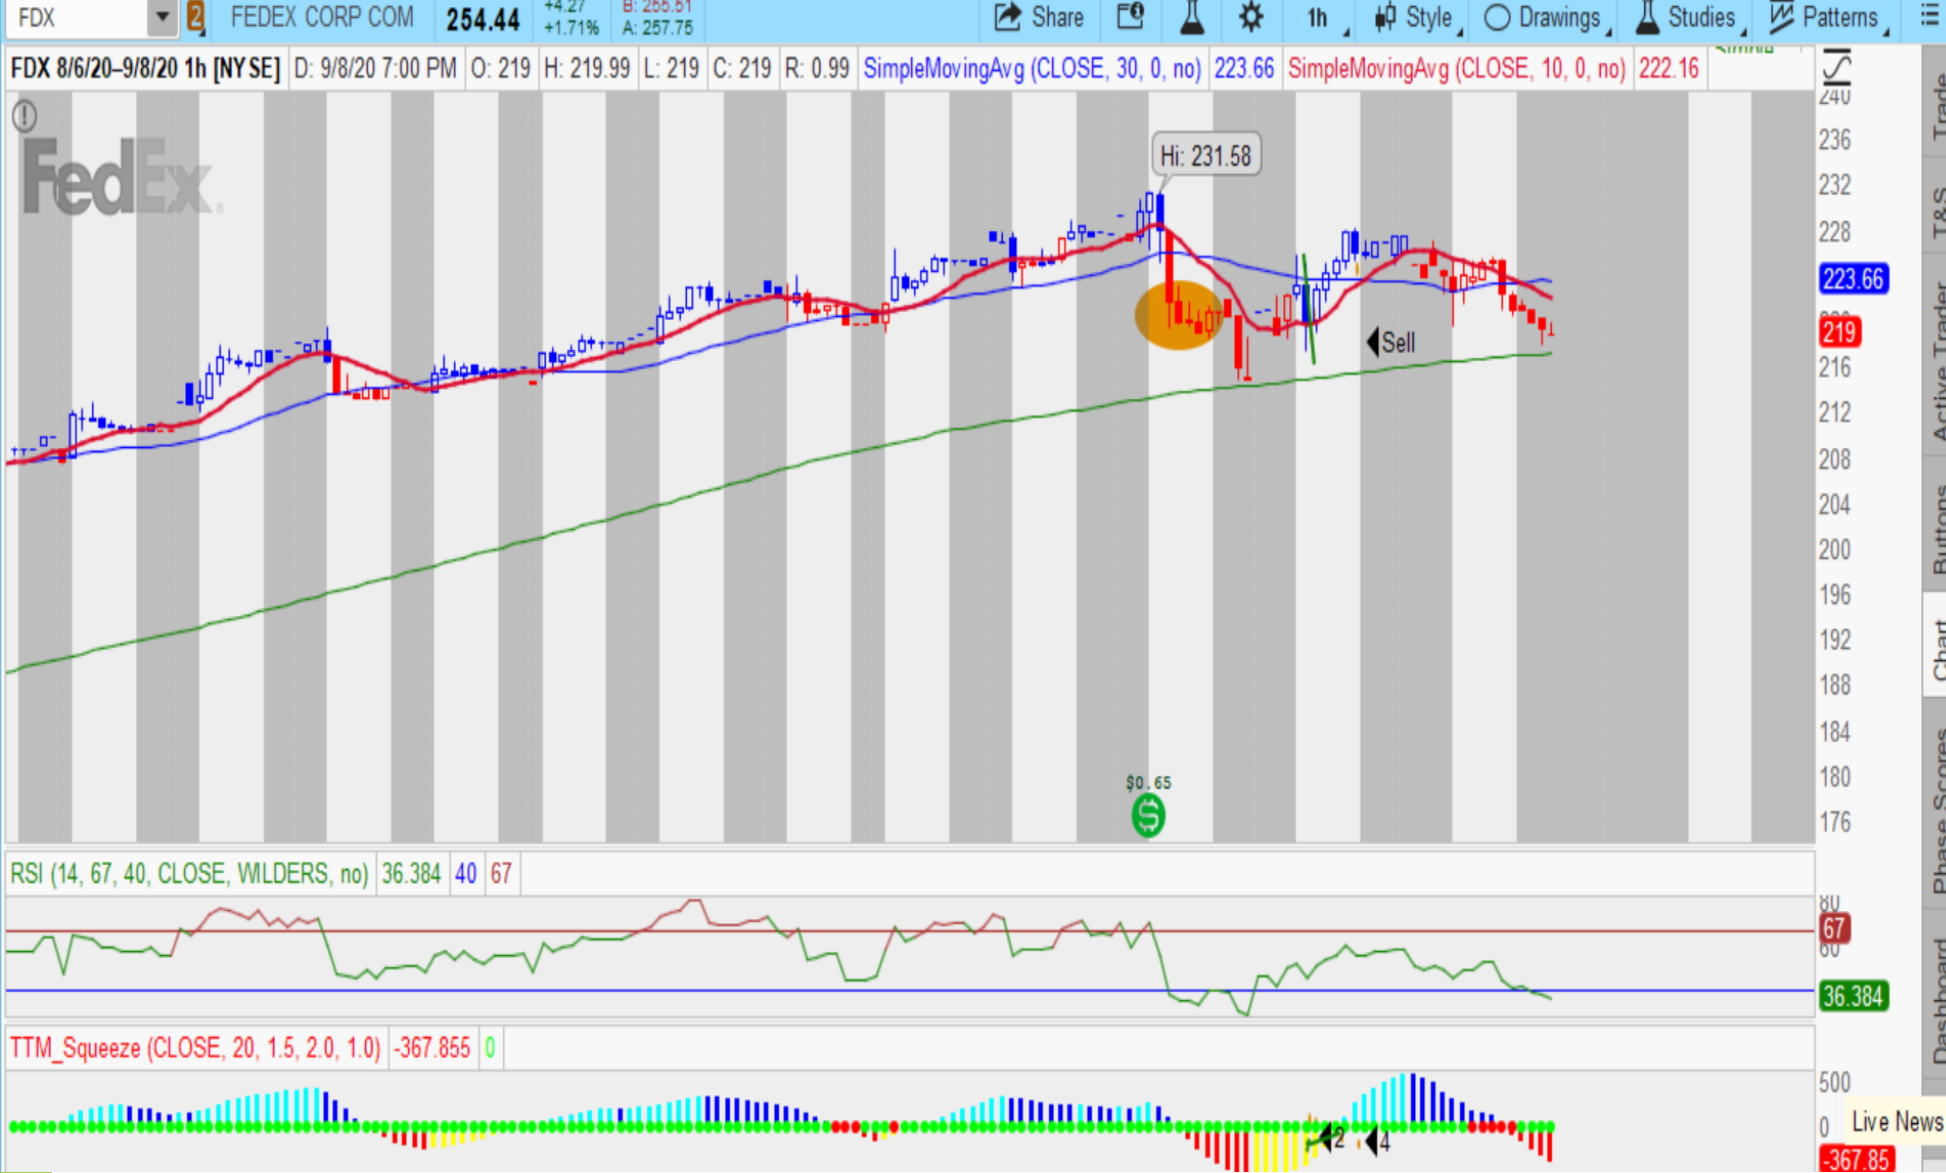 FDX 2 FEDEX CORP COM 254.44 +4.27 B: 255.51 Share 1h Style Drawings Studies Patterns
+1.71% A: 257.75
FDX 8/6/20–9/8/20 1h [NYSE] D: 9/8/20 7:00 PM O: 219 H: 219.99 L: 219 C: 219 R: 0.99 SimpleMovingAvg (CLOSE, 30, 0, no) 223.66 SimpleMovingAvg (CLOSE, 10, 0, no) 222.16
FedEx
Hi: 231.58
Sell
$0.65
$
240
236
232
228
223.66
219
216
212
208
204
200
196
192
188
184
180
176
RSI (14, 67, 40, CLOSE, WILDERS, no) 36.384 40 67
80
67
60
36.384
TTM_Squeeze (CLOSE, 20, 1.5, 2.0, 1.0) -367.855 0
500
0
-367.85
2
4
Live News
Trade
T&S
Active Trader
Buttons
Chart
Phase Scores
Dashboard